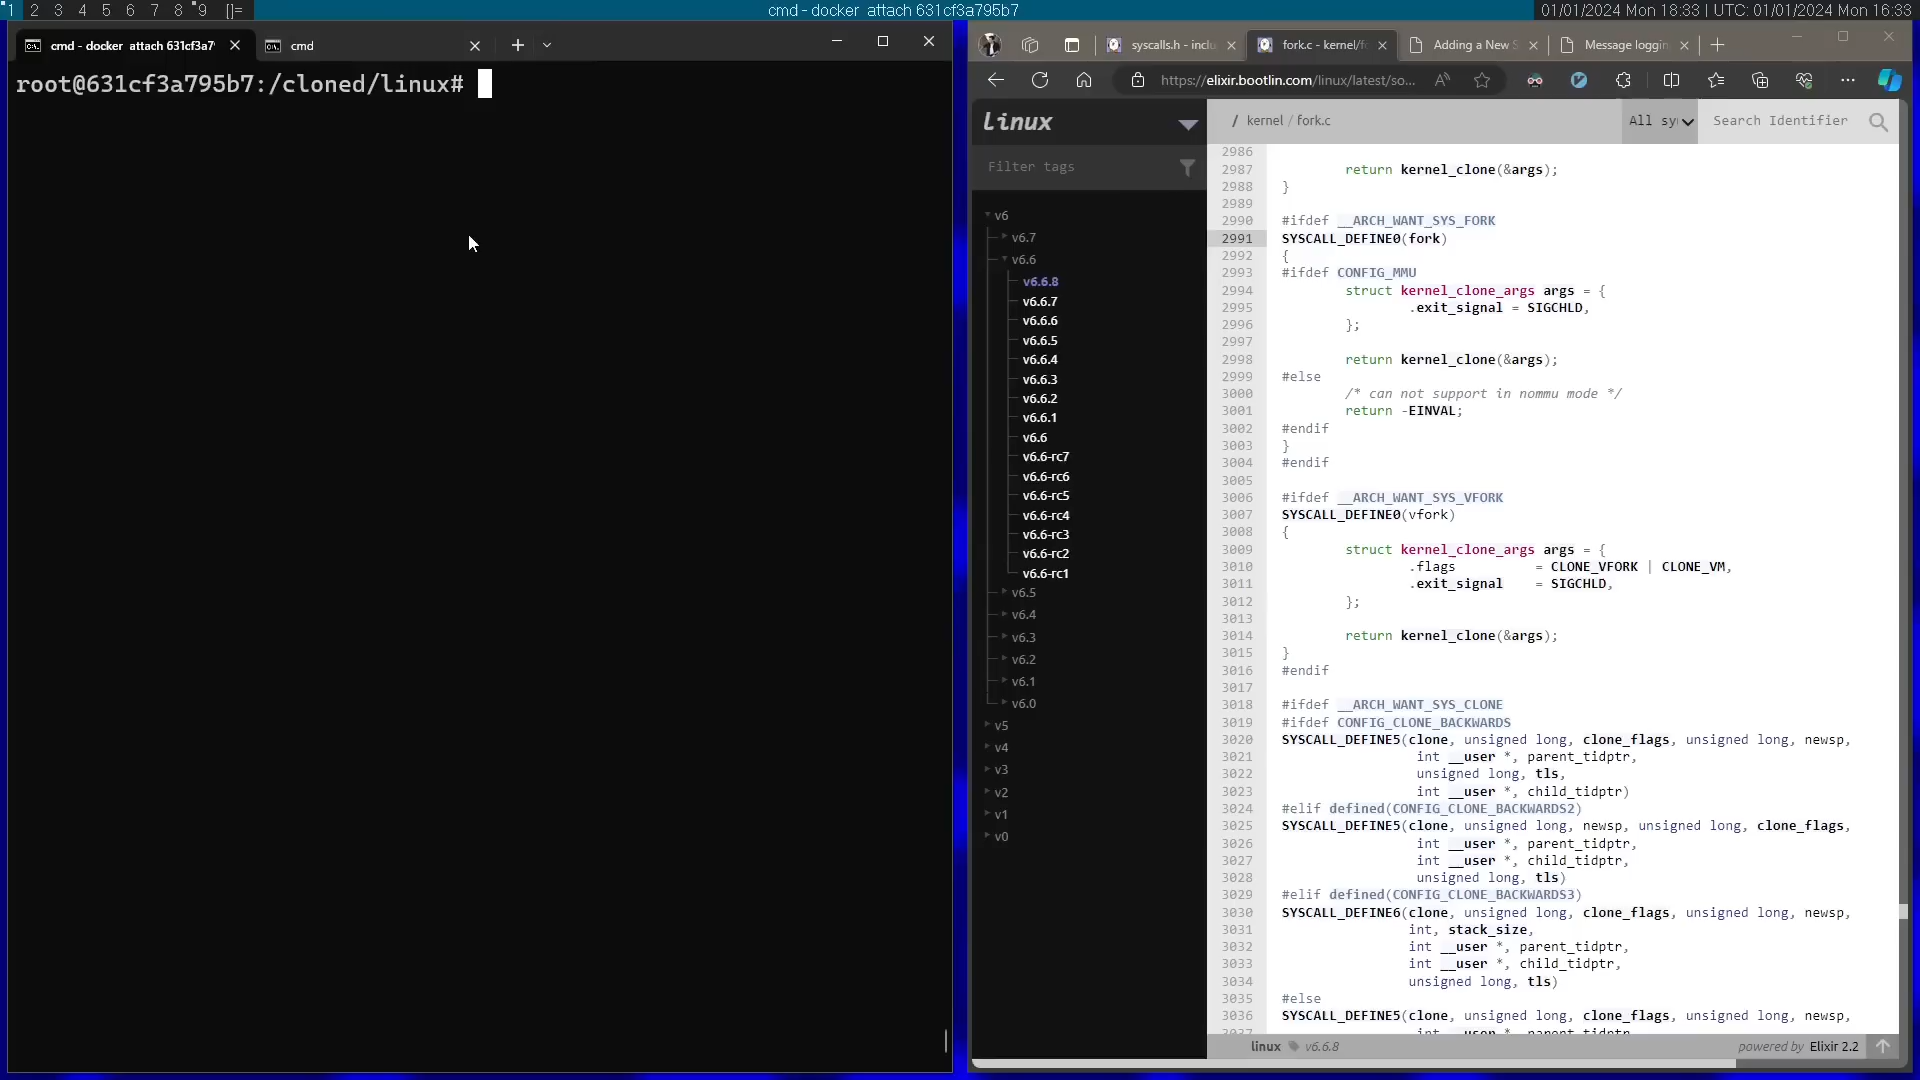 1 2 3 4 5 6 7 8 9 []= cmd - docker attach 631cf3a795b7 01/01/2024 Mon 18:33 | UTC: 01/01/2024 Mon 16:33
cmd - docker attach 631cf3a7 cmd
root@631cf3a795b7:/cloned/linux#
syscalls.h - inclu fork.c - kernel/f Adding a New S Message loggin
https://elixir.bootlin.com/linux/latest/so...
linux
Filter tags
v6
v6.7
v6.6
v6.6.8
v6.6.7
v6.6.6
v6.6.5
v6.6.4
v6.6.3
v6.6.2
v6.6.1
v6.6
v6.6-rc7
v6.6-rc6
v6.6-rc5
v6.6-rc4
v6.6-rc3
v6.6-rc2
v6.6-rc1
v6.5
v6.4
v6.3
v6.2
v6.1
v6.0
v5
v4
v3
v2
v1
v0
/ kernel / fork.c All sy Search Identifier
2986
2987 return kernel_clone(&args);
2988 }
2989
2990 #ifdef __ARCH_WANT_SYS_FORK
2991 SYSCALL_DEFINE0(fork)
2992 {
2993 #ifdef CONFIG_MMU
2994 struct kernel_clone_args args = {
2995 .exit_signal = SIGCHLD,
2996 };
2997
2998 return kernel_clone(&args);
2999 #else
3000 /* can not support in nommu mode */
3001 return -EINVAL;
3002 #endif
3003 }
3004 #endif
3005
3006 #ifdef __ARCH_WANT_SYS_VFORK
3007 SYSCALL_DEFINE0(vfork)
3008 {
3009 struct kernel_clone_args args = {
3010 .flags = CLONE_VFORK | CLONE_VM,
3011 .exit_signal = SIGCHLD,
3012 };
3013
3014 return kernel_clone(&args);
3015 }
3016 #endif
3017
3018 #ifdef __ARCH_WANT_SYS_CLONE
3019 #ifdef CONFIG_CLONE_BACKWARDS
3020 SYSCALL_DEFINE5(clone, unsigned long, clone_flags, unsigned long, newsp,
3021 int __user *, parent_tidptr,
3022 unsigned long, tls,
3023 int __user *, child_tidptr)
3024 #elif defined(CONFIG_CLONE_BACKWARDS2)
3025 SYSCALL_DEFINE5(clone, unsigned long, newsp, unsigned long, clone_flags,
3026 int __user *, parent_tidptr,
3027 int __user *, child_tidptr,
3028 unsigned long, tls)
3029 #elif defined(CONFIG_CLONE_BACKWARDS3)
3030 SYSCALL_DEFINE6(clone, unsigned long, clone_flags, unsigned long, newsp,
3031 int, stack_size,
3032 int __user *, parent_tidptr,
3033 int __user *, child_tidptr,
3034 unsigned long, tls)
3035 #else
3036 SYSCALL_DEFINE5(clone, unsigned long, clone_flags, unsigned long, newsp,
3037 int __user *, parent_tidptr,
linux v6.6.8 powered by Elixir 2.2